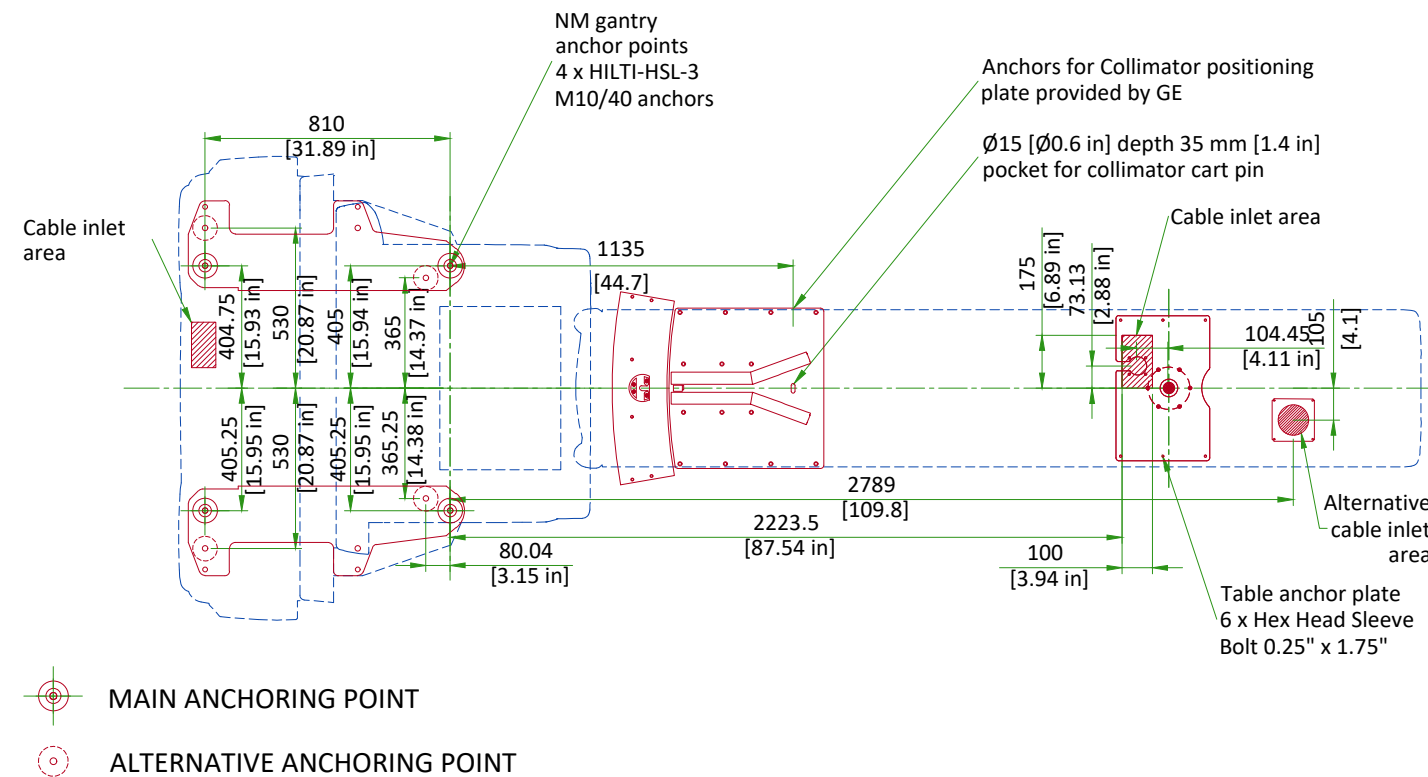 NM gantry
anchor points
4 x HILTI-HSL-3
M10/40 anchors
Anchors for Collimator positioning
plate provided by GE
Ø15 [Ø0.6 in] depth 35 mm [1.4 in]
pocket for collimator cart pin
Cable inlet area
Cable inlet
area
810
[31.89 in]
1135
[44.7]
175
[6.89 in]
73.13
[2.88 in]
104.45
[4.11 in]
105
[4.1]
404.75
[15.93 in]
530
[20.87 in]
405
[15.94 in]
365
[14.37 in]
405.25
[15.95 in]
530
[20.87 in]
405.25
[15.95 in]
365.25
[14.38 in]
2789
[109.8]
2223.5
[87.54 in]
80.04
[3.15 in]
100
[3.94 in]
Alternative
cable inlet
area
Table anchor plate
6 x Hex Head Sleeve
Bolt 0.25" x 1.75"
MAIN ANCHORING POINT
ALTERNATIVE ANCHORING POINT